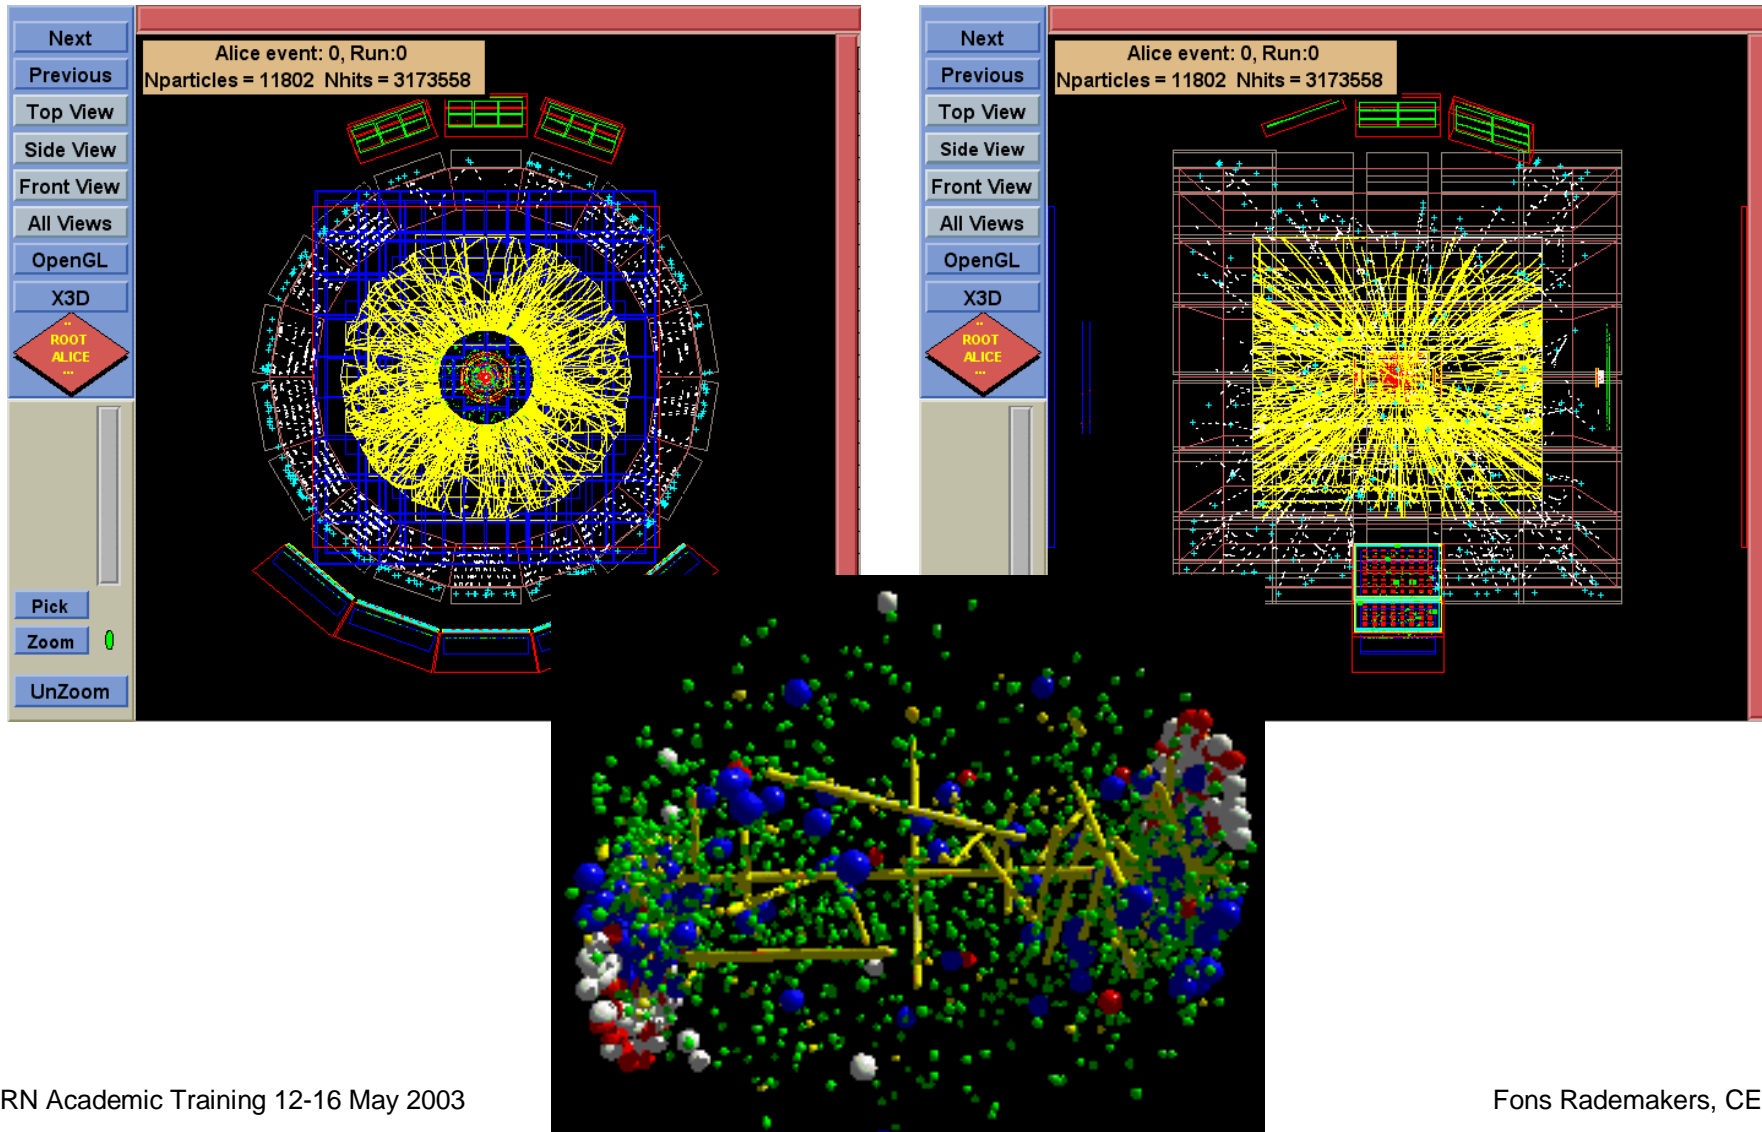 Next
Previous
Top View
Side View
Front View
All Views
OpenGL
X3D
ROOT
ALICE
Pick
Zoom
UnZoom
Alice event: 0, Run:0
Nparticles = 11802 Nhits = 3173558
Next
Previous
Top View
Side View
Front View
All Views
OpenGL
X3D
ROOT
ALICE
Alice event: 0, Run:0
Nparticles = 11802 Nhits = 3173558
RN Academic Training 12-16 May 2003
Fons Rademakers, CE